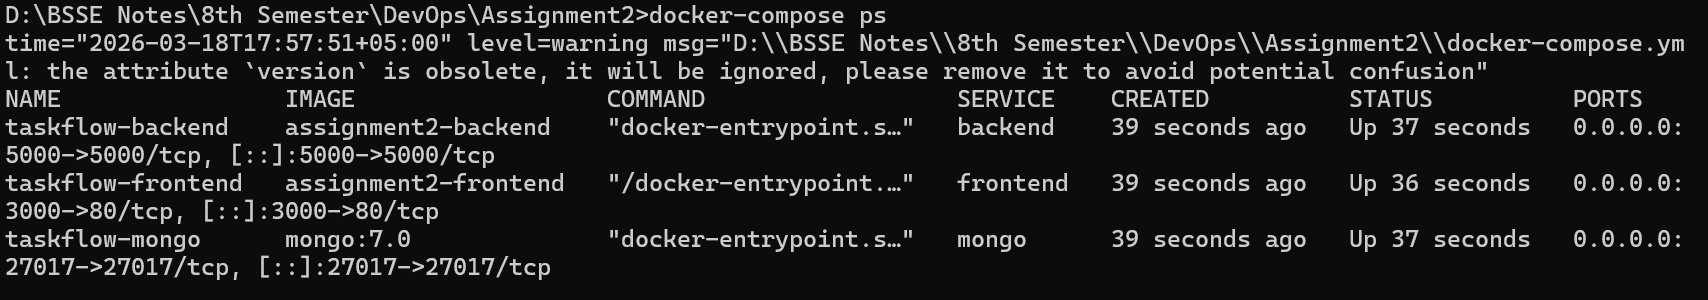 D:\BSSE Notes\8th Semester\DevOps\Assignment2>docker-compose ps
time="2026-03-18T17:57:51+05:00" level=warning msg="D:\\BSSE Notes\\8th Semester\\DevOps\\Assignment2\\docker-compose.ym
l: the attribute `version` is obsolete, it will be ignored, please remove it to avoid potential confusion"
NAME                IMAGE                  COMMAND                  SERVICE    CREATED          STATUS          PORTS
taskflow-backend    assignment2-backend    "docker-entrypoint.s…"   backend    39 seconds ago   Up 37 seconds   0.0.0.0:
5000->5000/tcp, [::]:5000->5000/tcp
taskflow-frontend   assignment2-frontend   "/docker-entrypoint.…"   frontend   39 seconds ago   Up 36 seconds   0.0.0.0:
3000->80/tcp, [::]:3000->80/tcp
taskflow-mongo      mongo:7.0              "docker-entrypoint.s…"   mongo      39 seconds ago   Up 37 seconds   0.0.0.0:
27017->27017/tcp, [::]:27017->27017/tcp